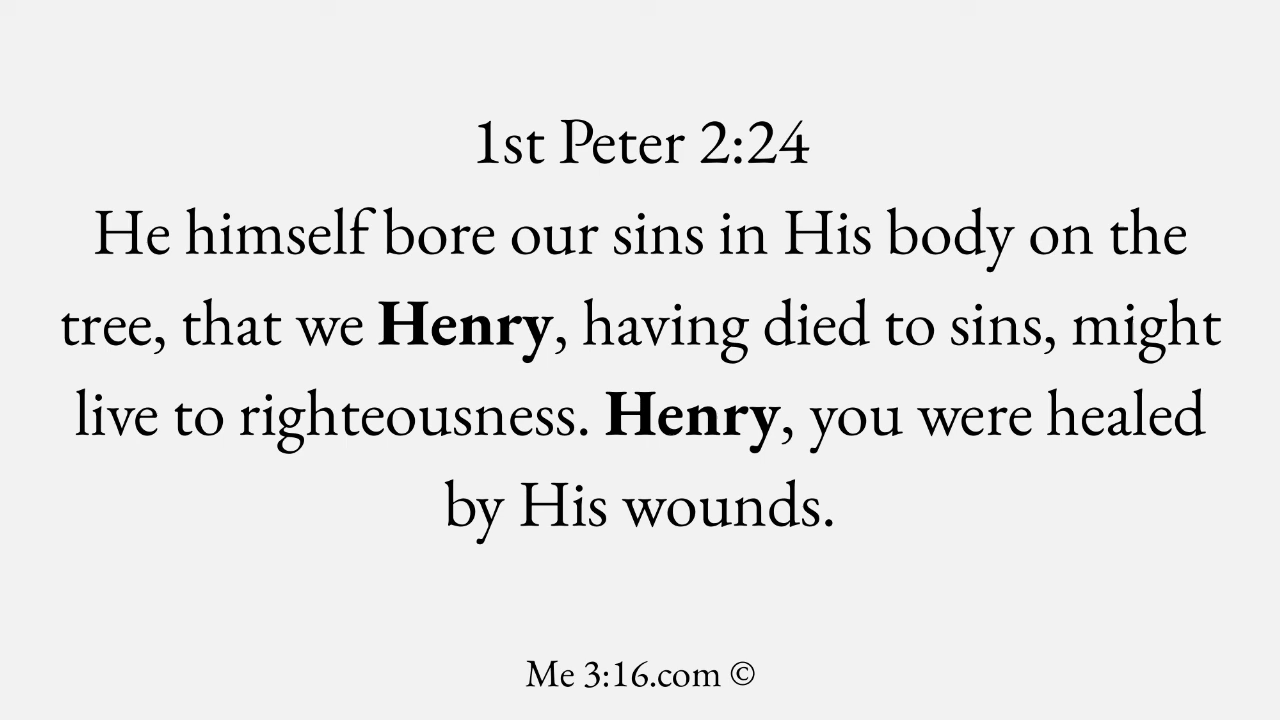 1st Peter 2:24
He himself bore our sins in His body on the
tree, that we Henry, having died to sins, might
live to righteousness. Henry, you were healed
by His wounds.
Me 3:16.com ©